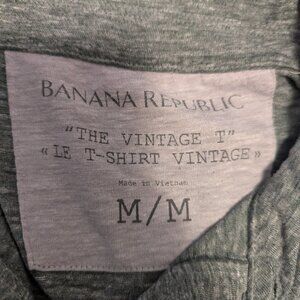 BANANA REPUBLIC
"THE VINTAGE T"
« LE T-SHIRT VINTAGE »
Made in Vietnam
M/M